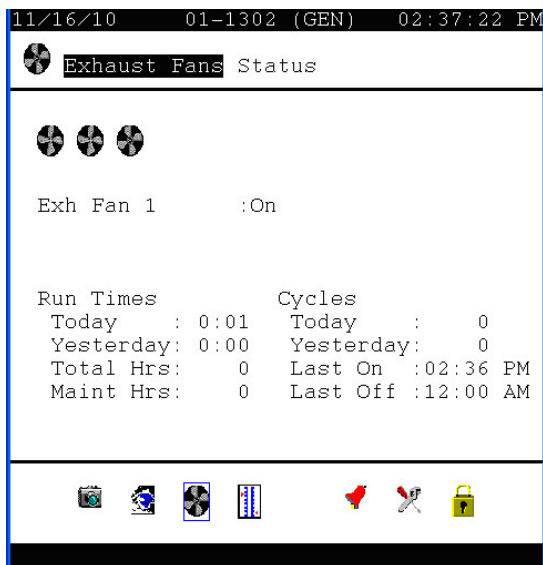 11/16/10 01-1302 (GEN) 02:37:22 PM
Exhaust Fans Status
Exh Fan 1 :On
Run Times Cycles
Today : 0:01 Today : 0
Yesterday: 0:00 Yesterday: 0
Total Hrs: 0 Last On :02:36 PM
Maint Hrs: 0 Last Off :12:00 AM